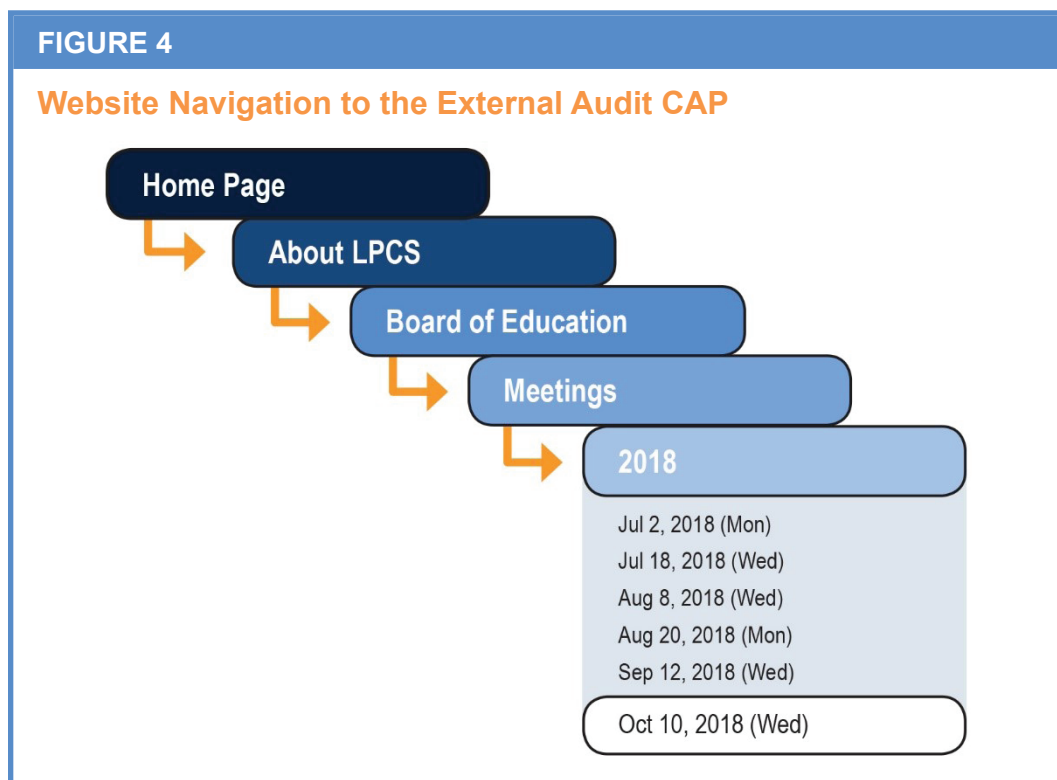 FIGURE 4
Website Navigation to the External Audit CAP
Home Page
About LPCS
Board of Education
Meetings
2018
Jul 2, 2018 (Mon)
Jul 18, 2018 (Wed)
Aug 8, 2018 (Wed)
Aug 20, 2018 (Mon)
Sep 12, 2018 (Wed)
Oct 10, 2018 (Wed)